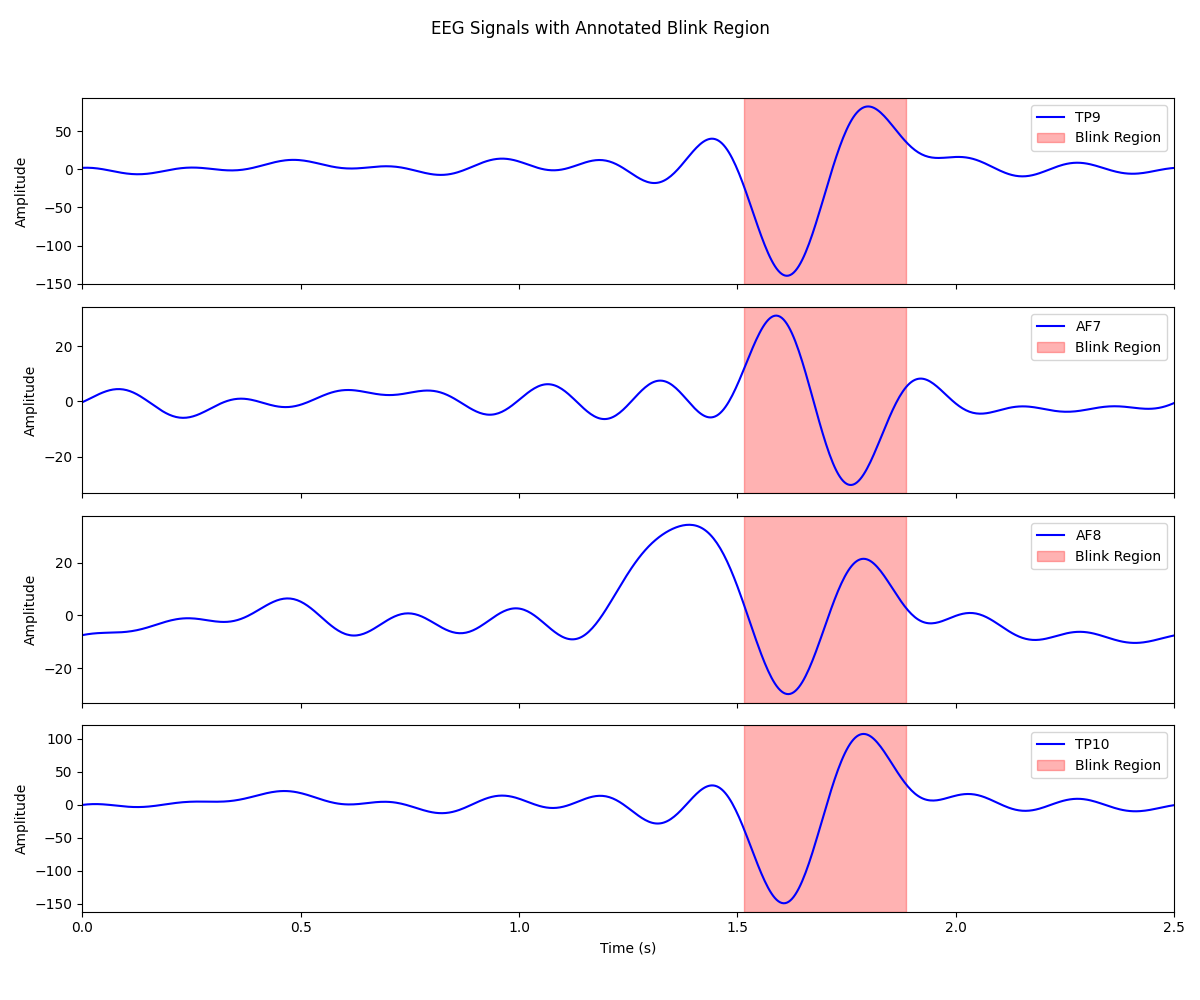 EEG Signals with Annotated Blink Region
50
0
−50
−100
−150
Amplitude
TP9
Blink Region
20
0
−20
Amplitude
AF7
Blink Region
20
0
−20
Amplitude
AF8
Blink Region
100
50
0
−50
−100
−150
Amplitude
TP10
Blink Region
0.0 0.5 1.0 1.5 2.0 2.5
Time (s)